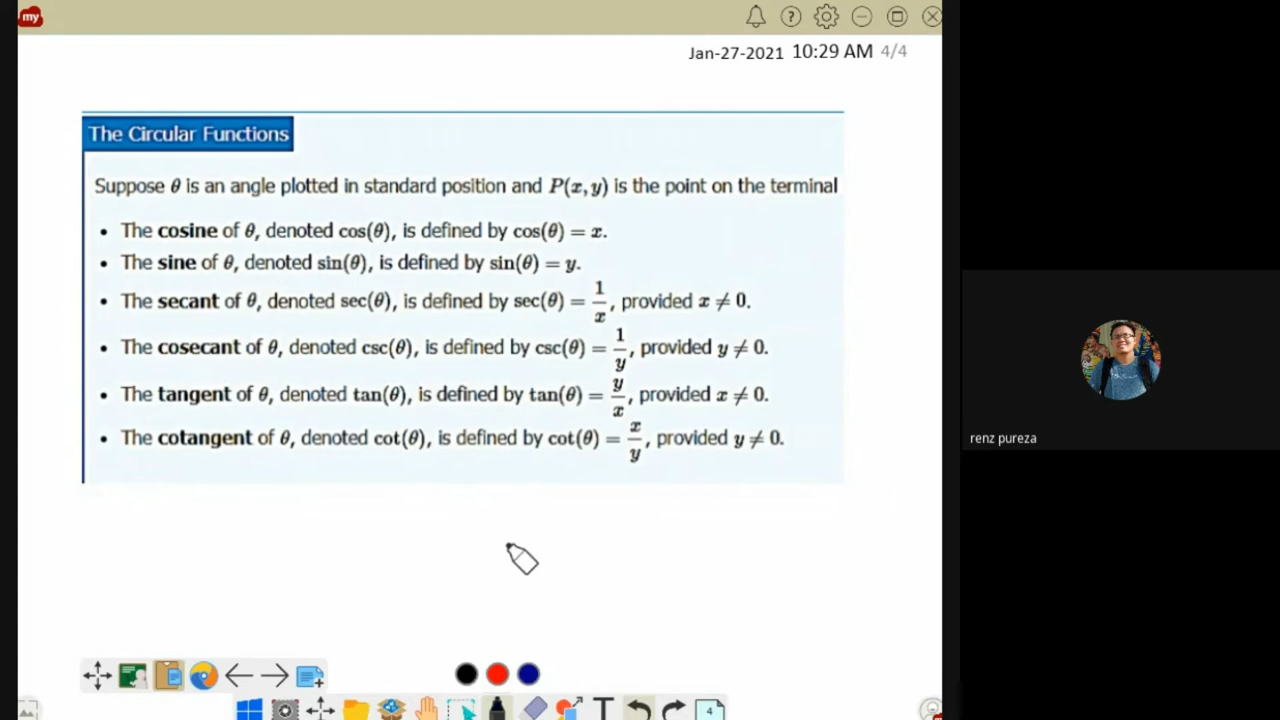 my
Jan-27-2021 10:29 AM 4/4
The Circular Functions
Suppose θ is an angle plotted in standard position and P(x, y) is the point on the terminal
• The cosine of θ, denoted cos(θ), is defined by cos(θ) = x.
• The sine of θ, denoted sin(θ), is defined by sin(θ) = y.
• The secant of θ, denoted sec(θ), is defined by sec(θ) = 1/x, provided x ≠ 0.
• The cosecant of θ, denoted csc(θ), is defined by csc(θ) = 1/y, provided y ≠ 0.
• The tangent of θ, denoted tan(θ), is defined by tan(θ) = y/x, provided x ≠ 0.
• The cotangent of θ, denoted cot(θ), is defined by cot(θ) = x/y, provided y ≠ 0.
renz pureza
T
4